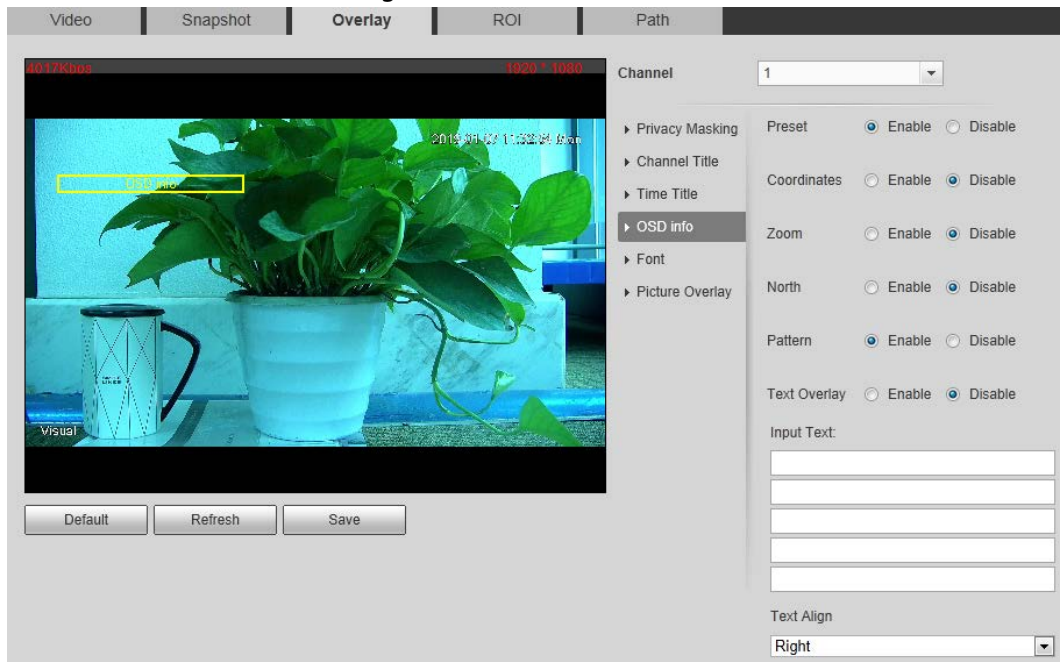 Video Snapshot Overlay ROI Path
4017Kbps 1920 * 1080
Channel 1
OSD info
Visual
Privacy Masking
Channel Title
Time Title
OSD info
Font
Picture Overlay
Preset Enable Disable
Coordinates Enable Disable
Zoom Enable Disable
North Enable Disable
Pattern Enable Disable
Text Overlay Enable Disable
Input Text:
Text Align
Right
Default Refresh Save